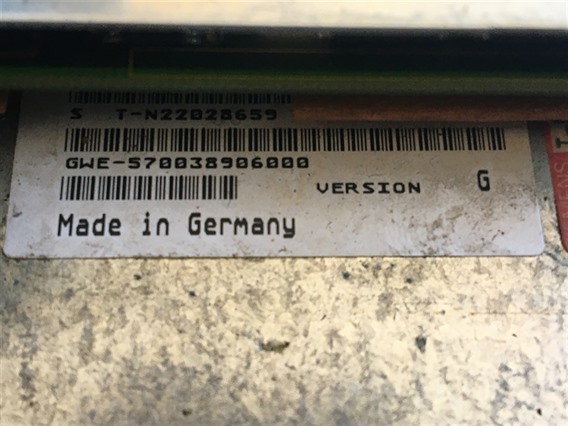 S T-N22028659
GWE-570038906000
VERSION G
Made in Germany